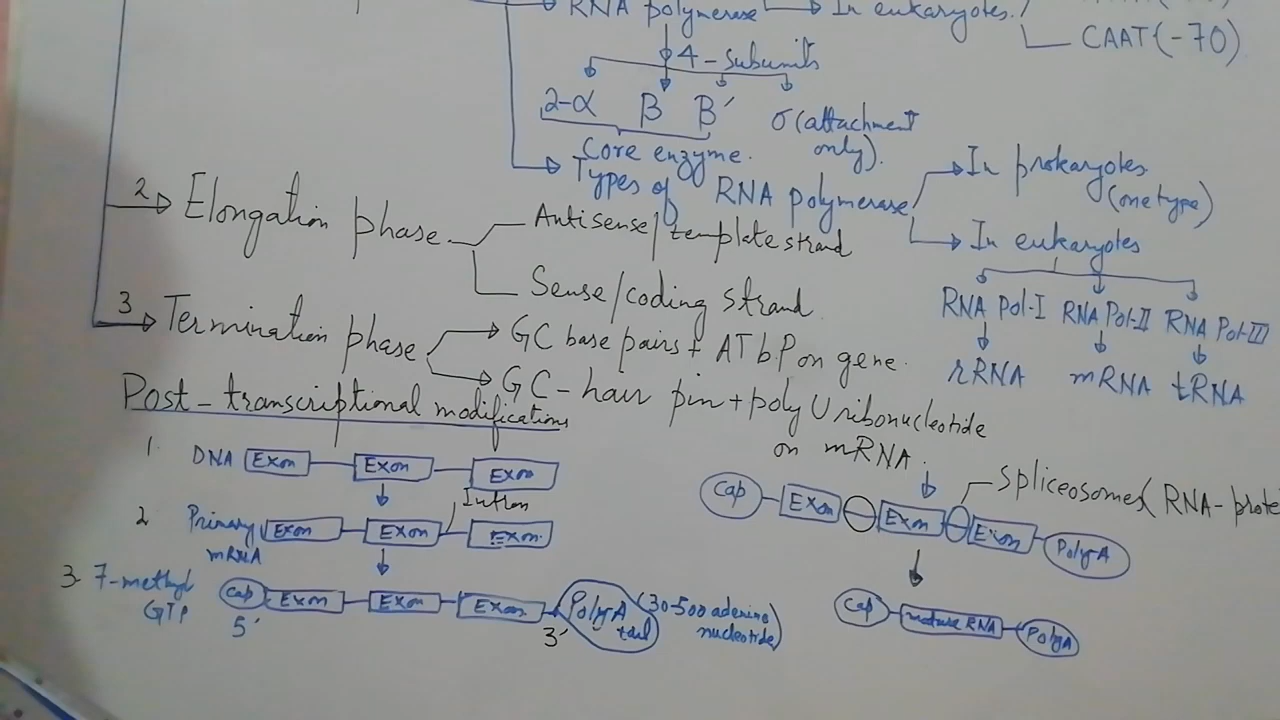 RNA polymerase
In eukaryotes.
CAAT(-70)
4-subunits
2-α
B
B′
σ(attachment only).
Core enzyme.
Types of RNA polymerase
In prokaryotes
(one type)
In eukaryotes
RNA Pol-I
RNA Pol-II
RNA Pol-III
rRNA
mRNA
tRNA
2
Elongation phase
Antisense/template strand
Sense/coding strand
3
Termination phase
GC base pairs + AT b.P on gene.
GC-hair pin + poly U ribonucleotide
on mRNA.
Post-transcriptional modifications
1.
DNA
Exon
Exon
Exon
Intron
2
Primary
mRNA
Exon
Exon
Exon.
3.
7-methyl
GTP
Cap
Exon
Exon
Exon
Poly A
tail
(30-500 adenine
nucleotide)
5′
3′
Cap
Exon
Exon
Exon
Poly-A
Spliceosomes(RNA-prote
Cap
mature RNA
Poly A